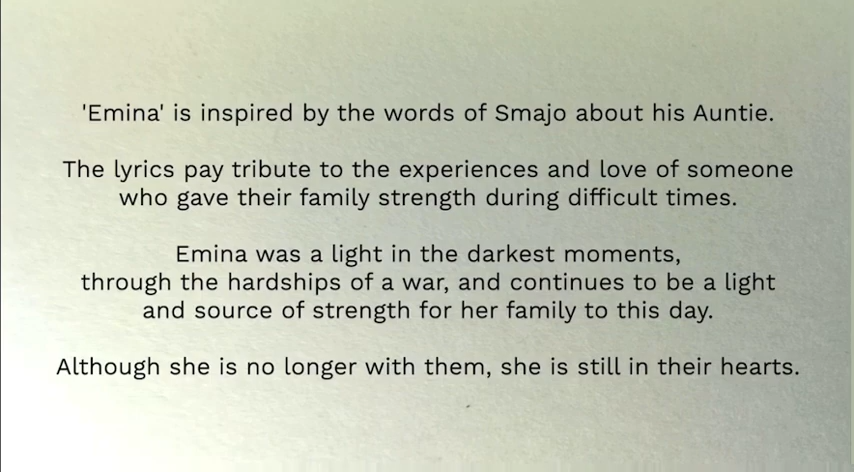 'Emina' is inspired by the words of Smajo about his Auntie.
The lyrics pay tribute to the experiences and love of someone
who gave their family strength during difficult times.
Emina was a light in the darkest moments,
through the hardships of a war, and continues to be a light
and source of strength for her family to this day.
Although she is no longer with them, she is still in their hearts.